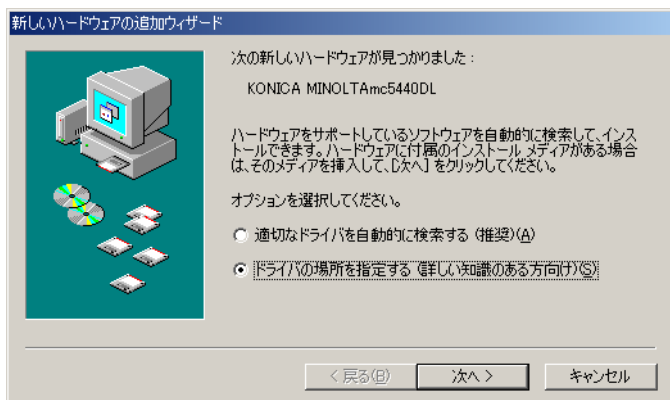 新しいハードウェアの追加ウィザード
次の新しいハードウェアが見つかりました :
KONICA MINOLTAmc5440DL
ハードウェアをサポートしているソフトウェアを自動的に検索して、インス
トールできます。ハードウェアに付属のインストール メディアがある場合
は、そのメディアを挿入して、[次へ] をクリックしてください。
オプションを選択してください。
適切なドライバを自動的に検索する (推奨)(A)
ドライバの場所を指定する (詳しい知識のある方向け)(S)
< 戻る(B)
次へ >
キャンセル